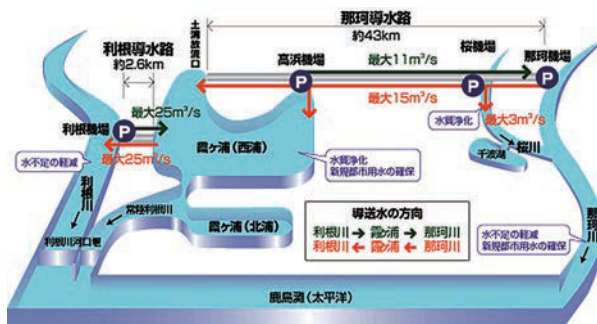 那珂導水路
約43km
土浦放流口
利根導水路
約2.6km
高浜機場
桜機場
那珂機場
最大11m³/s
P
P
P
最大15m³/s
最大25m³/s
利根機場
P
最大25m³/s
水質浄化
最大3m³/s
桜川
千波湖
水不足の軽減
霞ヶ浦(西浦)
水質浄化
新規都市用水の確保
利根川
常陸利根川
利根川河口堰
霞ヶ浦(北浦)
導送水の方向
利根川 → 霞ヶ浦 → 那珂川
利根川 ← 霞ヶ浦 ← 那珂川
那珂川
水不足の軽減
新規都市用水の確保
鹿島灘(太平洋)